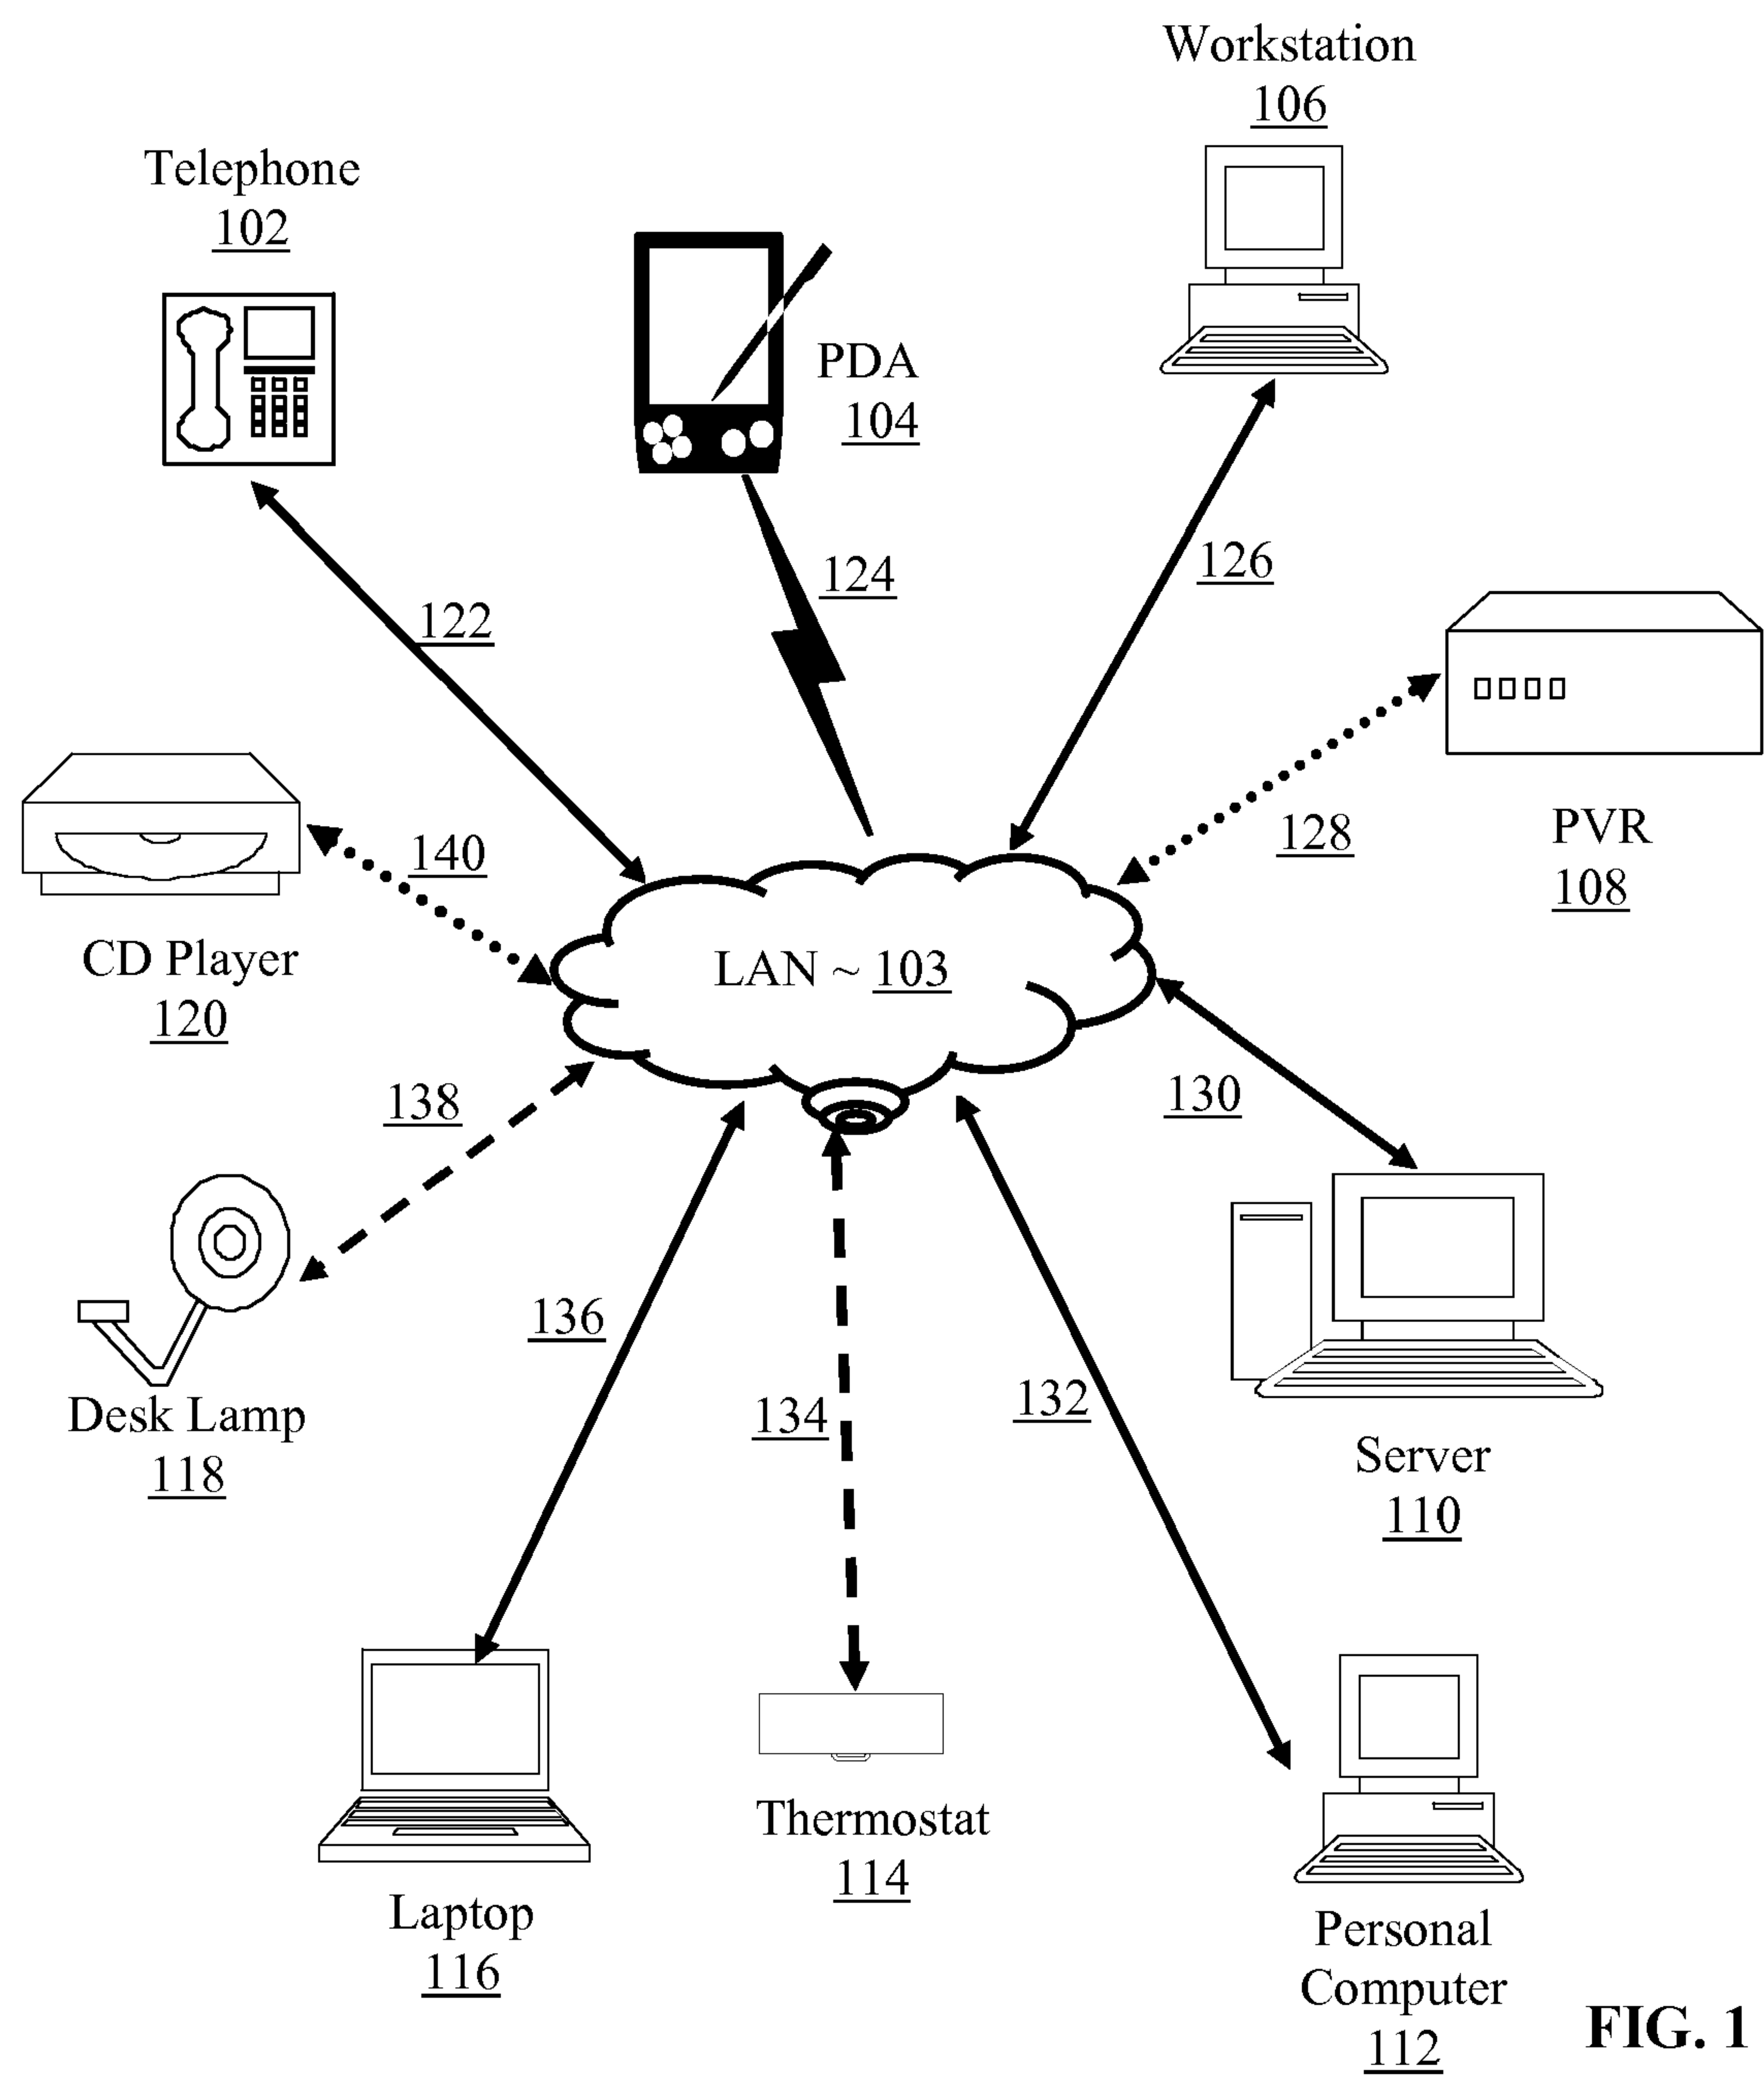 Workstation
106
Telephone
102
PDA
104
124
126
122
128
PVR
108
140
CD Player
120
LAN ~ 103
138
130
Desk Lamp
118
136
134
132
Server
110
Thermostat
114
Laptop
116
Personal
Computer
112
FIG. 1